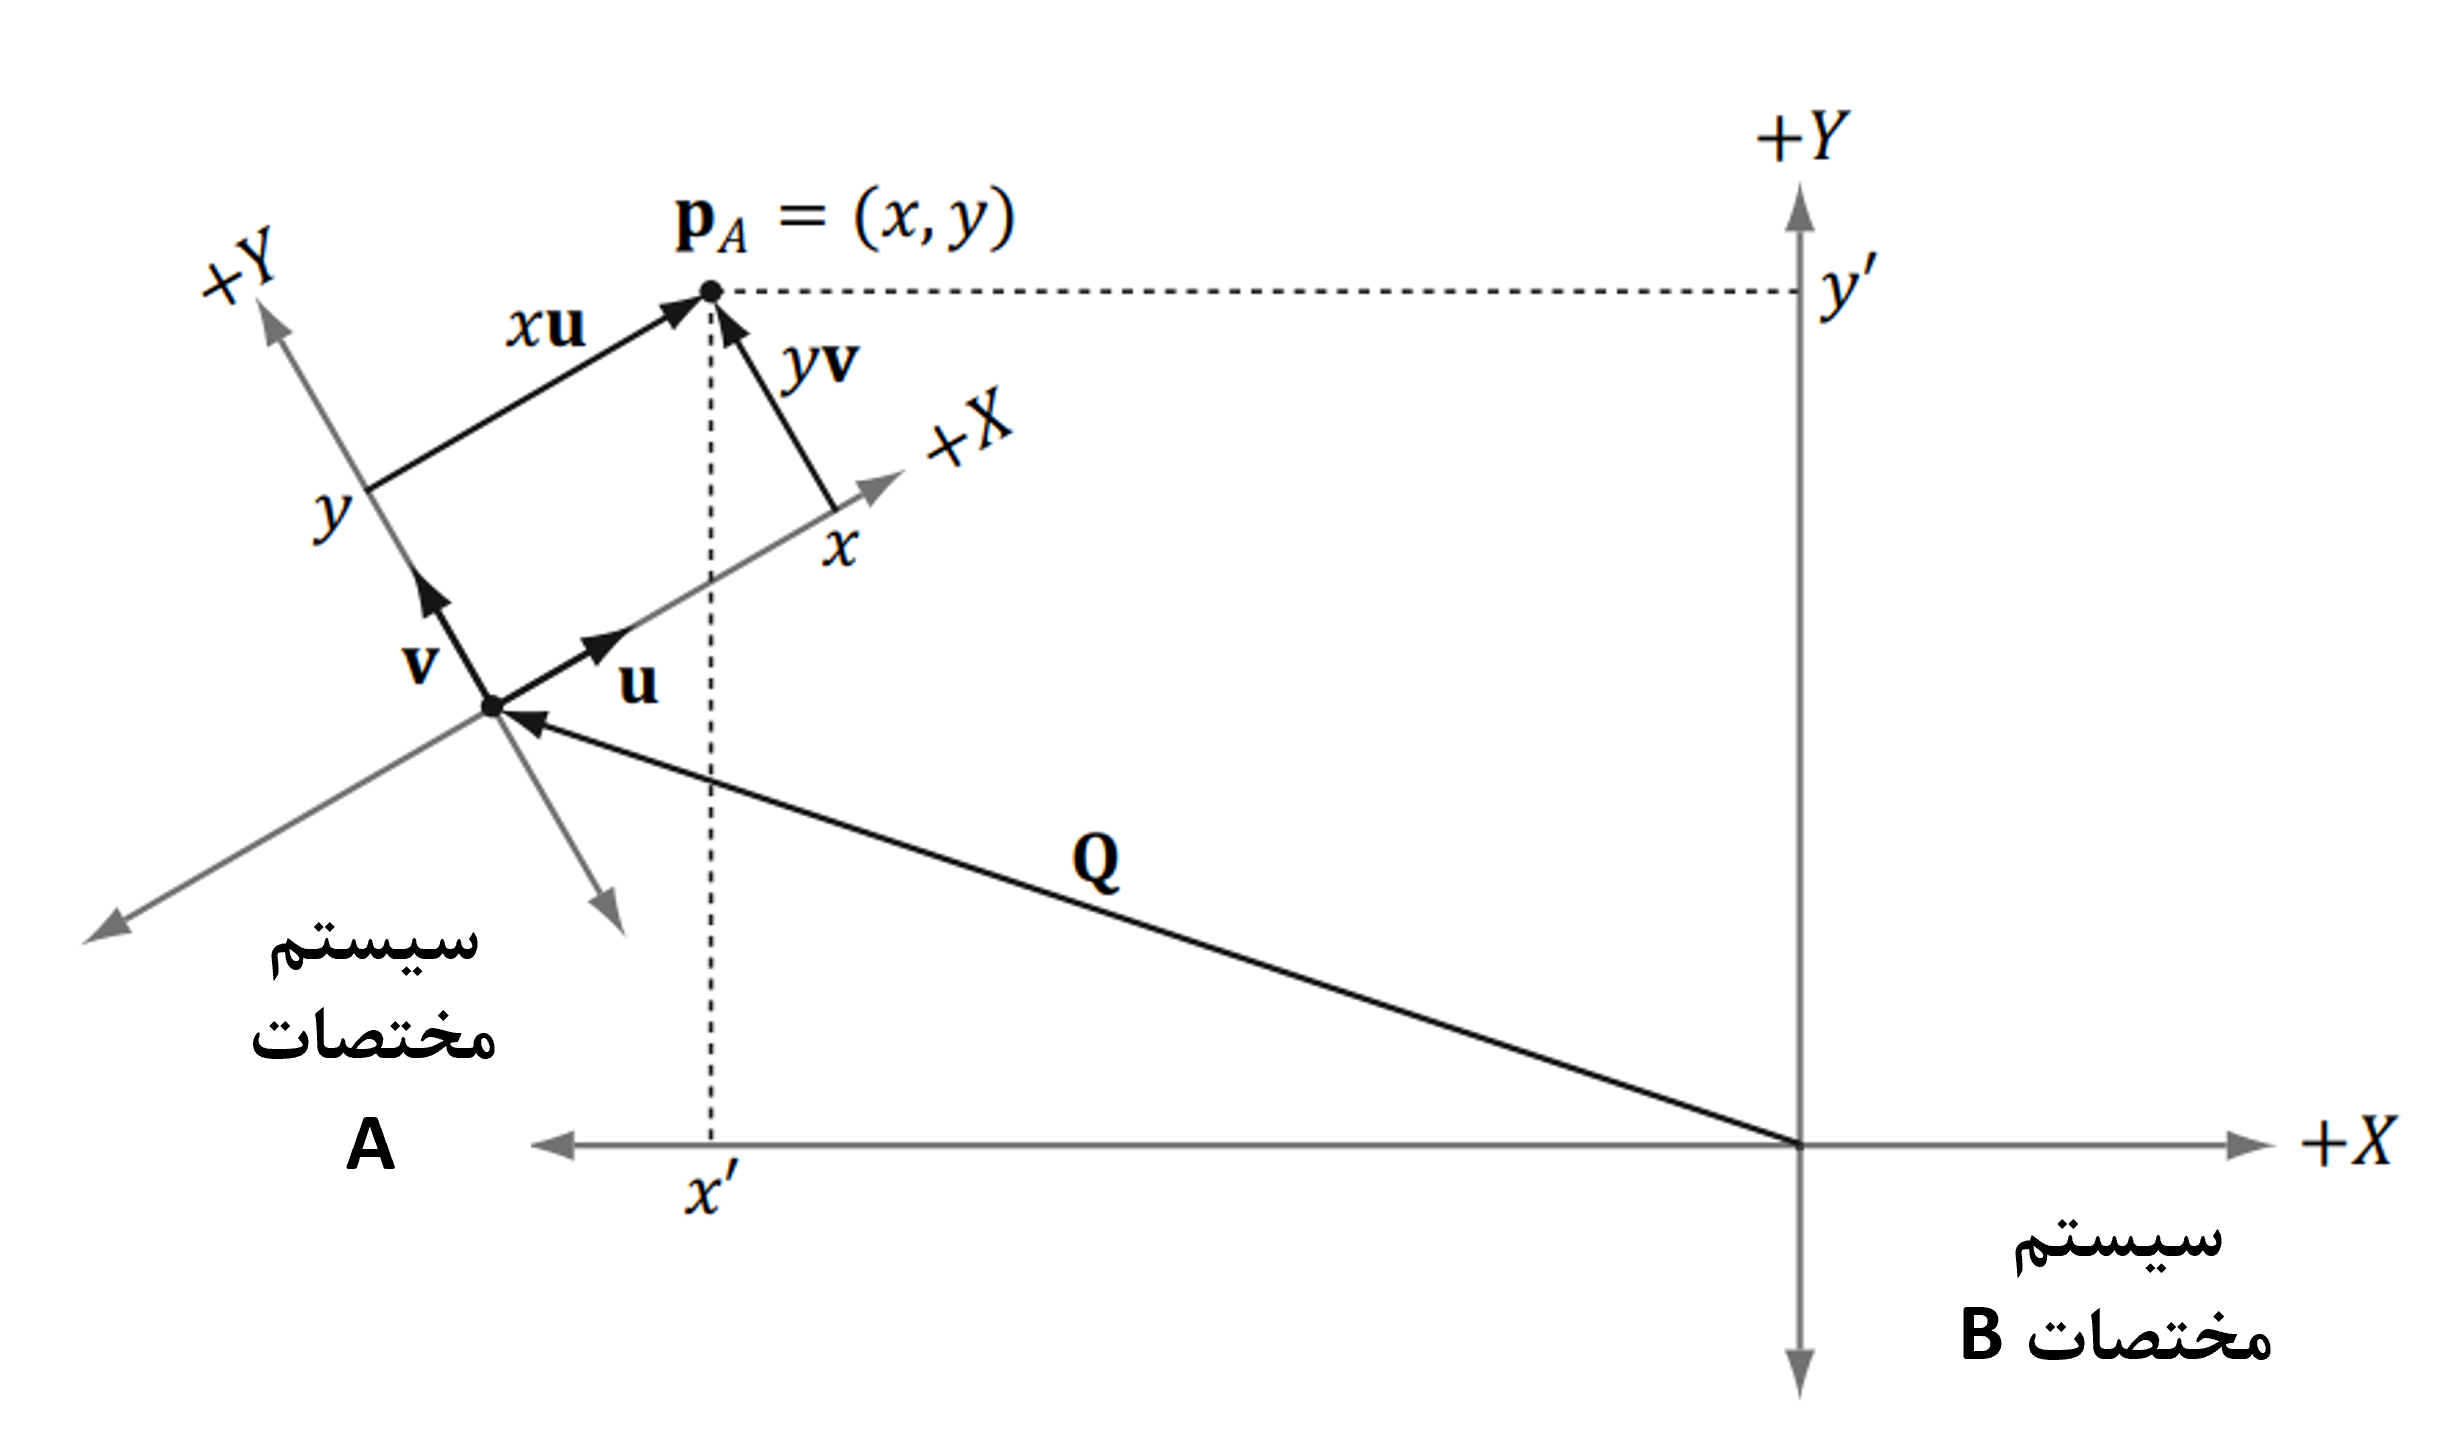 +Y
p_A = (x, y)
+Y
y′
xu
yv
+X
y
x
v
u
Q
سیستم
مختصات
A
+X
x′
سیستم
مختصات B